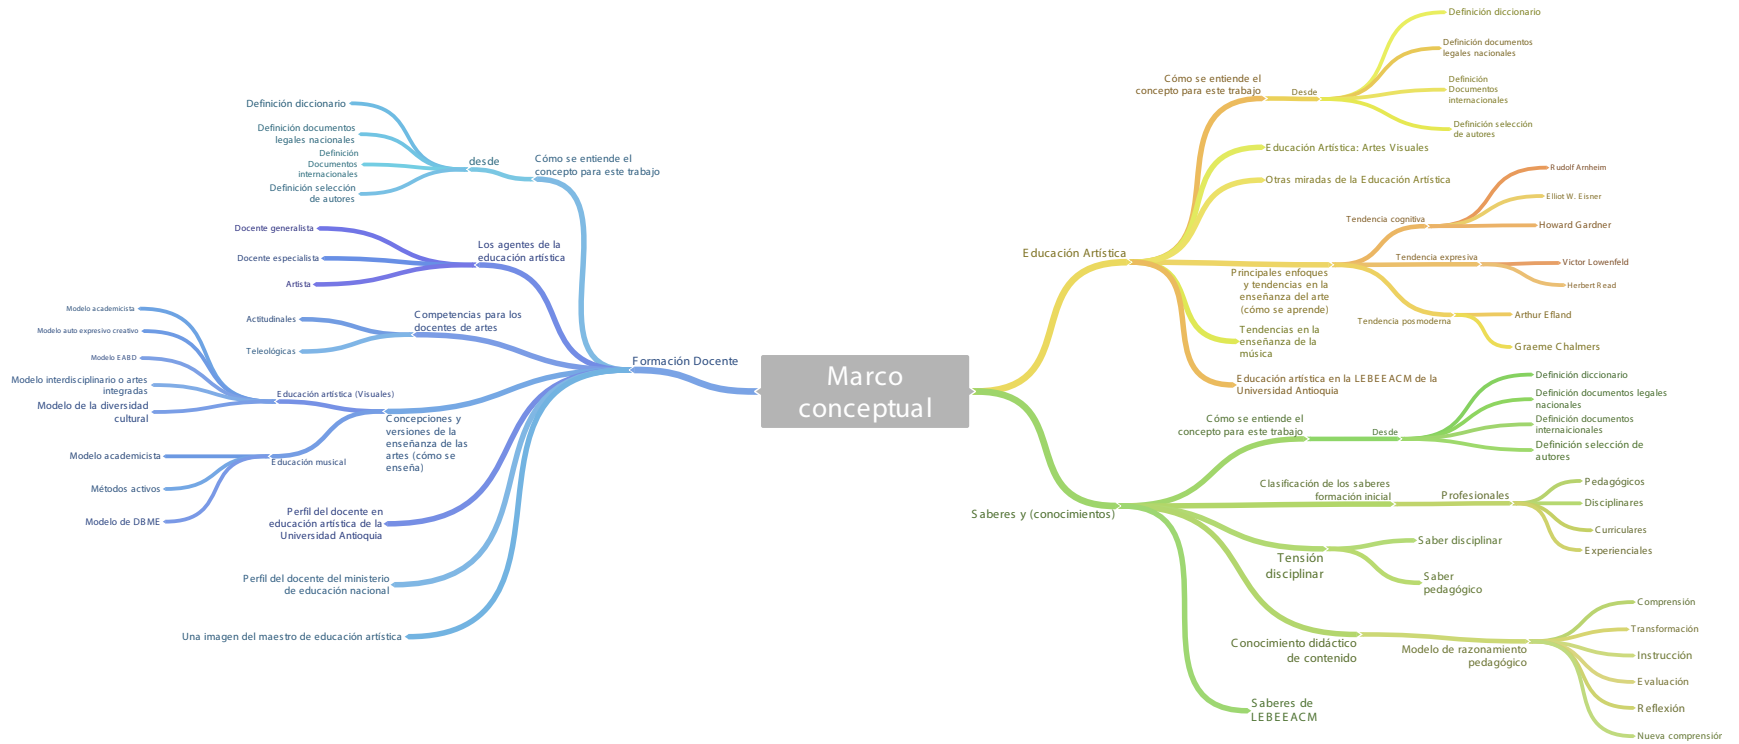 Marco
conceptual
Formación Docente
Cómo se entiende el
concepto para este trabajo
desde
Definición diccionario
Definición documentos
legales nacionales
Definición
Documentos
internacionales
Definición selección
de autores
Los agentes de la
educación artística
Docente generalista
Docente especialista
Artista
Competencias para los
docentes de artes
Actitudinales
Teleológicas
Concepciones y
versiones de la
enseñanza de las
artes (cómo se
enseña)
Educación artística (Visuales)
Modelo academicista
Modelo auto expresivo creativo
Modelo EABD
Modelo interdisciplinario o artes
integradas
Modelo de la diversidad
cultural
Educación musical
Modelo academicista
Métodos activos
Modelo de DBME
Perfil del docente en
educación artística de la
Universidad Antioquia
Perfil del docente del ministerio
de educación nacional
Una imagen del maestro de educación artística
Educación Artística
Cómo se entiende el
concepto para este trabajo
Desde
Definición diccionario
Definición documentos
legales nacionales
Definición
Documentos
internacionales
Definición selección
de autores
Educación Artística: Artes Visuales
Otras miradas de la Educación Artística
Principales enfoques
y tendencias en la
enseñanza del arte
(cómo se aprende)
Tendencia cognitiva
Rudolf Arnheim
Elliot W. Eisner
Howard Gardner
Tendencia expresiva
Victor Lowenfeld
Herbert Read
Tendencia posmoderna
Arthur Efland
Graeme Chalmers
Tendencias en la
enseñanza de la
música
Educación artística en la LEBEEACM de la
Universidad Antioquia
Saberes y (conocimientos)
Cómo se entiende el
concepto para este trabajo
Desde
Definición diccionario
Definición documentos legales
nacionales
Definición documentos
internaicionales
Definición selección de
autores
Clasificación de los saberes
formación inicial
Profesionales
Pedagógicos
Disciplinares
Curriculares
Experienciales
Tensión
disciplinar
Saber disciplinar
Saber
pedagógico
Conocimiento didáctico
de contenido
Modelo de razonamiento
pedagógico
Comprensión
Transformación
Instrucción
Evaluación
Reflexión
Nueva comprensiór
Saberes de
LEBEEACM